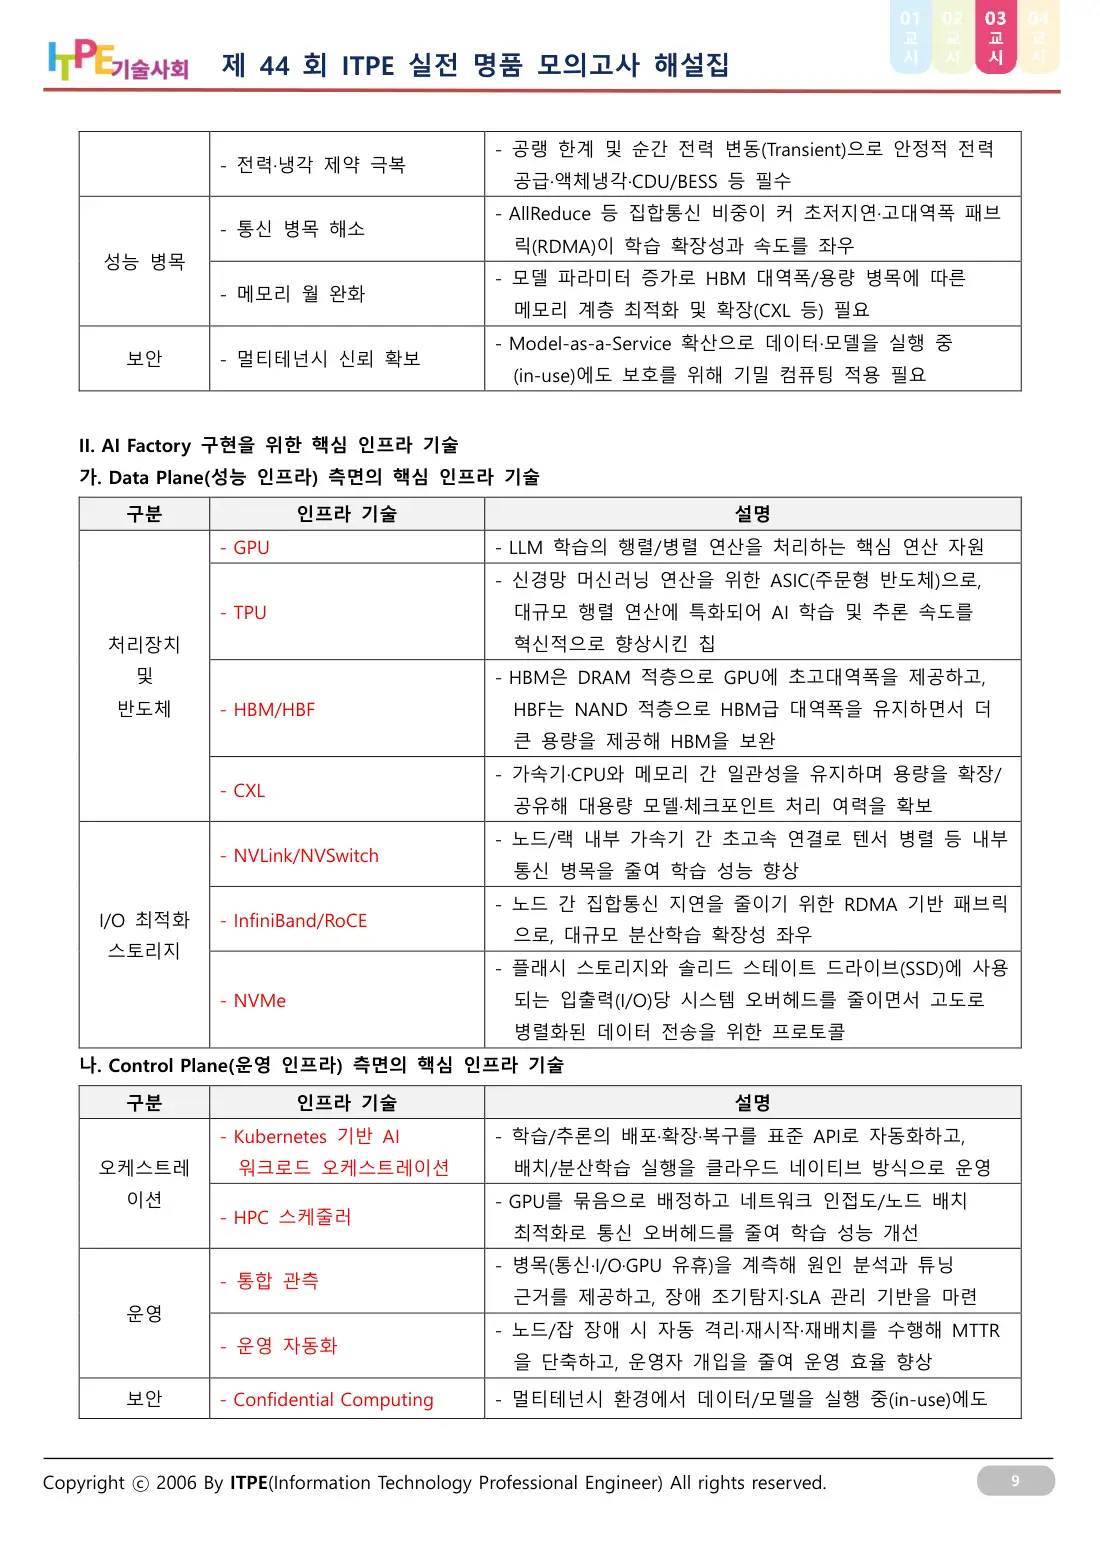 01 교시
02 교시
03 교시
04 교시
ITPE기술사회
제 44 회 ITPE 실전 명품 모의고사 해설집
- 전력·냉각 제약 극복
- 공랭 한계 및 순간 전력 변동(Transient)으로 안정적 전력
공급·액체냉각·CDU/BESS 등 필수
성능 병목
- 통신 병목 해소
- AllReduce 등 집합통신 비중이 커 초저지연·고대역폭 패브
릭(RDMA)이 학습 확장성과 속도를 좌우
- 메모리 월 완화
- 모델 파라미터 증가로 HBM 대역폭/용량 병목에 따른
메모리 계층 최적화 및 확장(CXL 등) 필요
보안
- 멀티테넌시 신뢰 확보
- Model-as-a-Service 확산으로 데이터·모델을 실행 중
(in-use)에도 보호를 위해 기밀 컴퓨팅 적용 필요
II. AI Factory 구현을 위한 핵심 인프라 기술
가. Data Plane(성능 인프라) 측면의 핵심 인프라 기술
구분 인프라 기술 설명
처리장치
및
반도체
- GPU
- LLM 학습의 행렬/병렬 연산을 처리하는 핵심 연산 자원
- TPU
- 신경망 머신러닝 연산을 위한 ASIC(주문형 반도체)으로,
대규모 행렬 연산에 특화되어 AI 학습 및 추론 속도를
혁신적으로 향상시킨 칩
- HBM/HBF
- HBM은 DRAM 적층으로 GPU에 초고대역폭을 제공하고,
HBF는 NAND 적층으로 HBM급 대역폭을 유지하면서 더
큰 용량을 제공해 HBM을 보완
- CXL
- 가속기·CPU와 메모리 간 일관성을 유지하며 용량을 확장/
공유해 대용량 모델·체크포인트 처리 여력을 확보
I/O 최적화
스토리지
- NVLink/NVSwitch
- 노드/랙 내부 가속기 간 초고속 연결로 텐서 병렬 등 내부
통신 병목을 줄여 학습 성능 향상
- InfiniBand/RoCE
- 노드 간 집합통신 지연을 줄이기 위한 RDMA 기반 패브릭
으로, 대규모 분산학습 확장성 좌우
- NVMe
- 플래시 스토리지와 솔리드 스테이트 드라이브(SSD)에 사용
되는 입출력(I/O)당 시스템 오버헤드를 줄이면서 고도로
병렬화된 데이터 전송을 위한 프로토콜
나. Control Plane(운영 인프라) 측면의 핵심 인프라 기술
구분 인프라 기술 설명
오케스트레
이션
- Kubernetes 기반 AI
워크로드 오케스트레이션
- 학습/추론의 배포·확장·복구를 표준 API로 자동화하고,
배치/분산학습 실행을 클라우드 네이티브 방식으로 운영
- HPC 스케줄러
- GPU를 묶음으로 배정하고 네트워크 인접도/노드 배치
최적화로 통신 오버헤드를 줄여 학습 성능 개선
운영
- 통합 관측
- 병목(통신·I/O·GPU 유휴)을 계측해 원인 분석과 튜닝
근거를 제공하고, 장애 조기탐지·SLA 관리 기반을 마련
- 운영 자동화
- 노드/잡 장애 시 자동 격리·재시작·재배치를 수행해 MTTR
을 단축하고, 운영자 개입을 줄여 운영 효율 향상
보안
- Confidential Computing
- 멀티테넌시 환경에서 데이터/모델을 실행 중(in-use)에도
Copyright ⓒ 2006 By ITPE(Information Technology Professional Engineer) All rights reserved.
9